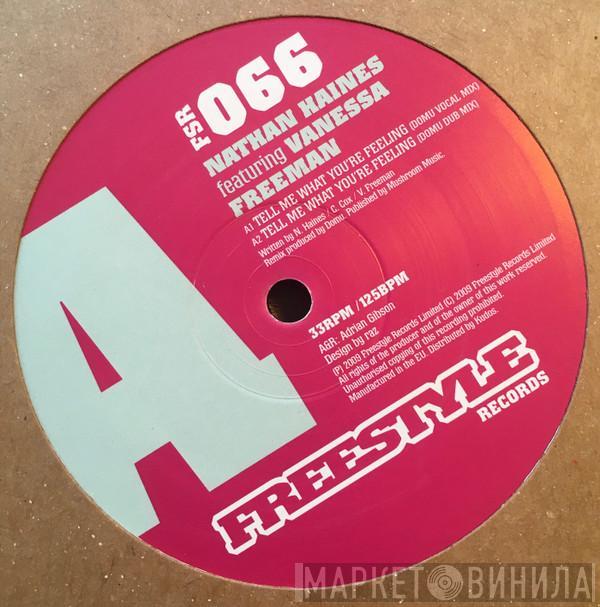 FSR 066
NATHAN HAINES
featuring VANESSA
FREEMAN
A1 TELL ME WHAT YOU'RE FEELING (DOMU VOCAL MIX)
A2 TELL ME WHAT YOU'RE FEELING (DOMU DUB MIX)
Written by N. Haines / G. Cox / V. Freeman
Remix produced by Domu. Published by Mushroom Music.
A
33RPM /125BPM
A&R: Adrian Gibson
Design by raz
(P) 2009 Freestyle Records Limited (C) 2009 Freestyle Records Limited
All rights of the producer and of the owner of this work reserved.
Unauthorised copying of this recording prohibited.
Manufactured in the EU. Distributed by Kudos.
FREESTYLE
RECORDS
МАРКЕТ ВИНИЛА